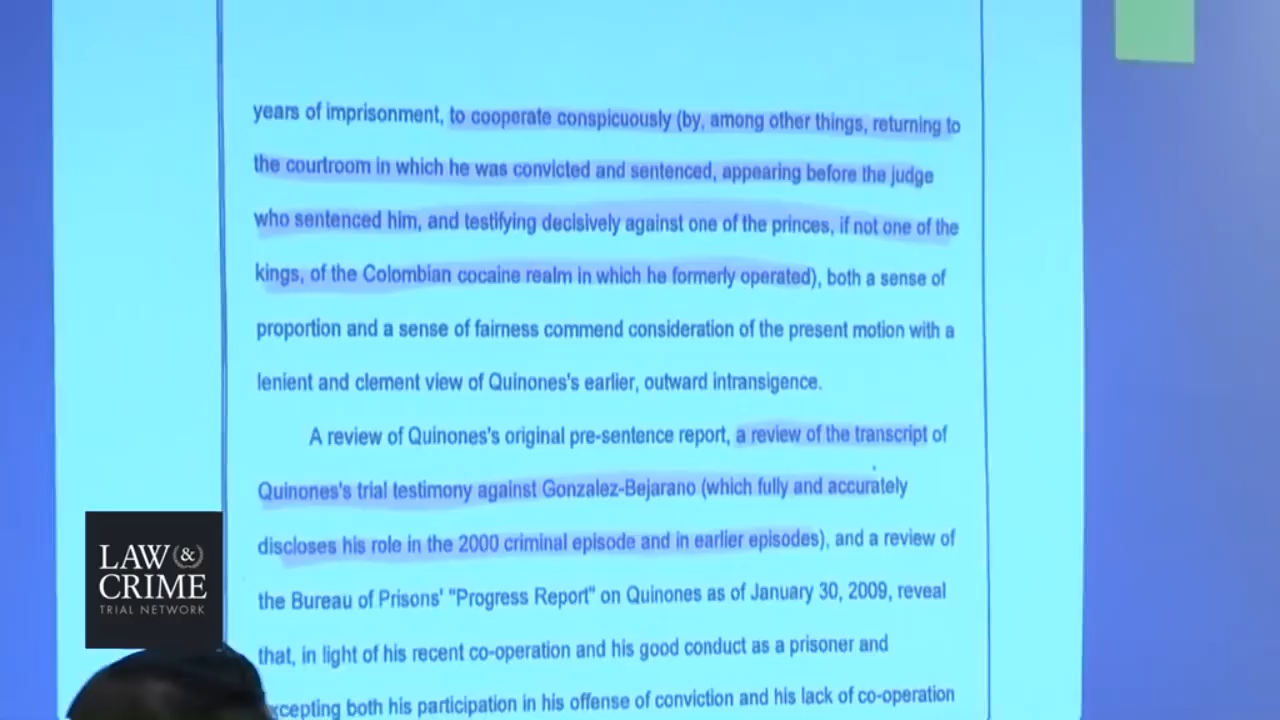 years of imprisonment, to cooperate conspicuously (by, among other things, returning to
the courtroom in which he was convicted and sentenced, appearing before the judge
who sentenced him, and testifying decisively against one of the princes, if not one of the
kings, of the Colombian cocaine realm in which he formerly operated), both a sense of
proportion and a sense of fairness commend consideration of the present motion with a
lenient and clement view of Quinones's earlier, outward intransigence.
A review of Quinones's original pre-sentence report, a review of the transcript of
Quinones's trial testimony against Gonzalez-Bejarano (which fully and accurately
discloses his role in the 2000 criminal episode and in earlier episodes), and a review of
the Bureau of Prisons' "Progress Report" on Quinones as of January 30, 2009, reveal
that, in light of his recent co-operation and his good conduct as a prisoner and
xcepting both his participation in his offense of conviction and his lack of co-operation
LAW &
CRIME
TRIAL NETWORK